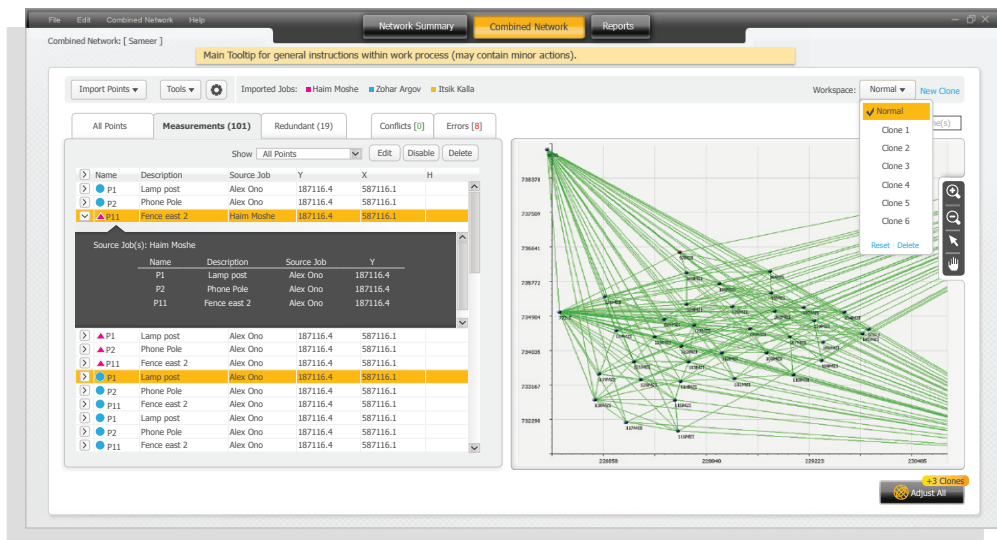 File Edit Combined Network Help
Network Summary Combined Network Reports
Combined Network: [ Sameer ]
Main Tooltip for general instructions within work process (may contain minor actions).
Import Points Tools Imported Jobs: Haim Moshe Zohar Argov Itsik Kalla
Workspace: Normal New Clone
Normal
Clone 1
Clone 2
Clone 3
Clone 4
Clone 5
Clone 6
Reset Delete
All Points Measurements (101) Redundant (19) Conflicts [0] Errors [8]
Show All Points Edit Disable Delete
Name Description Source Job Y X H
P1 Lamp post Alex Ono 187116.4 587116.1
P2 Phone Pole Alex Ono 187116.4 587116.1
P11 Fence east 2 Haim Moshe 187116.4 587116.1
Source Job(s): Haim Moshe
Name Description Source Job Y
P1 Lamp post Alex Ono 187116.4
P2 Phone Pole Alex Ono 187116.4
P11 Fence east 2 Alex Ono 187116.4
P1 Lamp post Alex Ono 187116.4 587116.1
P2 Phone Pole Alex Ono 187116.4 587116.1
P11 Fence east 2 Alex Ono 187116.4 587116.1
P1 Lamp post Alex Ono 187116.4 587116.1
P2 Phone Pole Alex Ono 187116.4 587116.1
P11 Fence east 2 Alex Ono 187116.4 587116.1
P1 Lamp post Alex Ono 187116.4 587116.1
P2 Phone Pole Alex Ono 187116.4 587116.1
P11 Fence east 2 Alex Ono 187116.4 587116.1
738378
737509
736641
735772
734904
734035
733167
732298
228040
229223
230405
+3 Clones
Adjust All